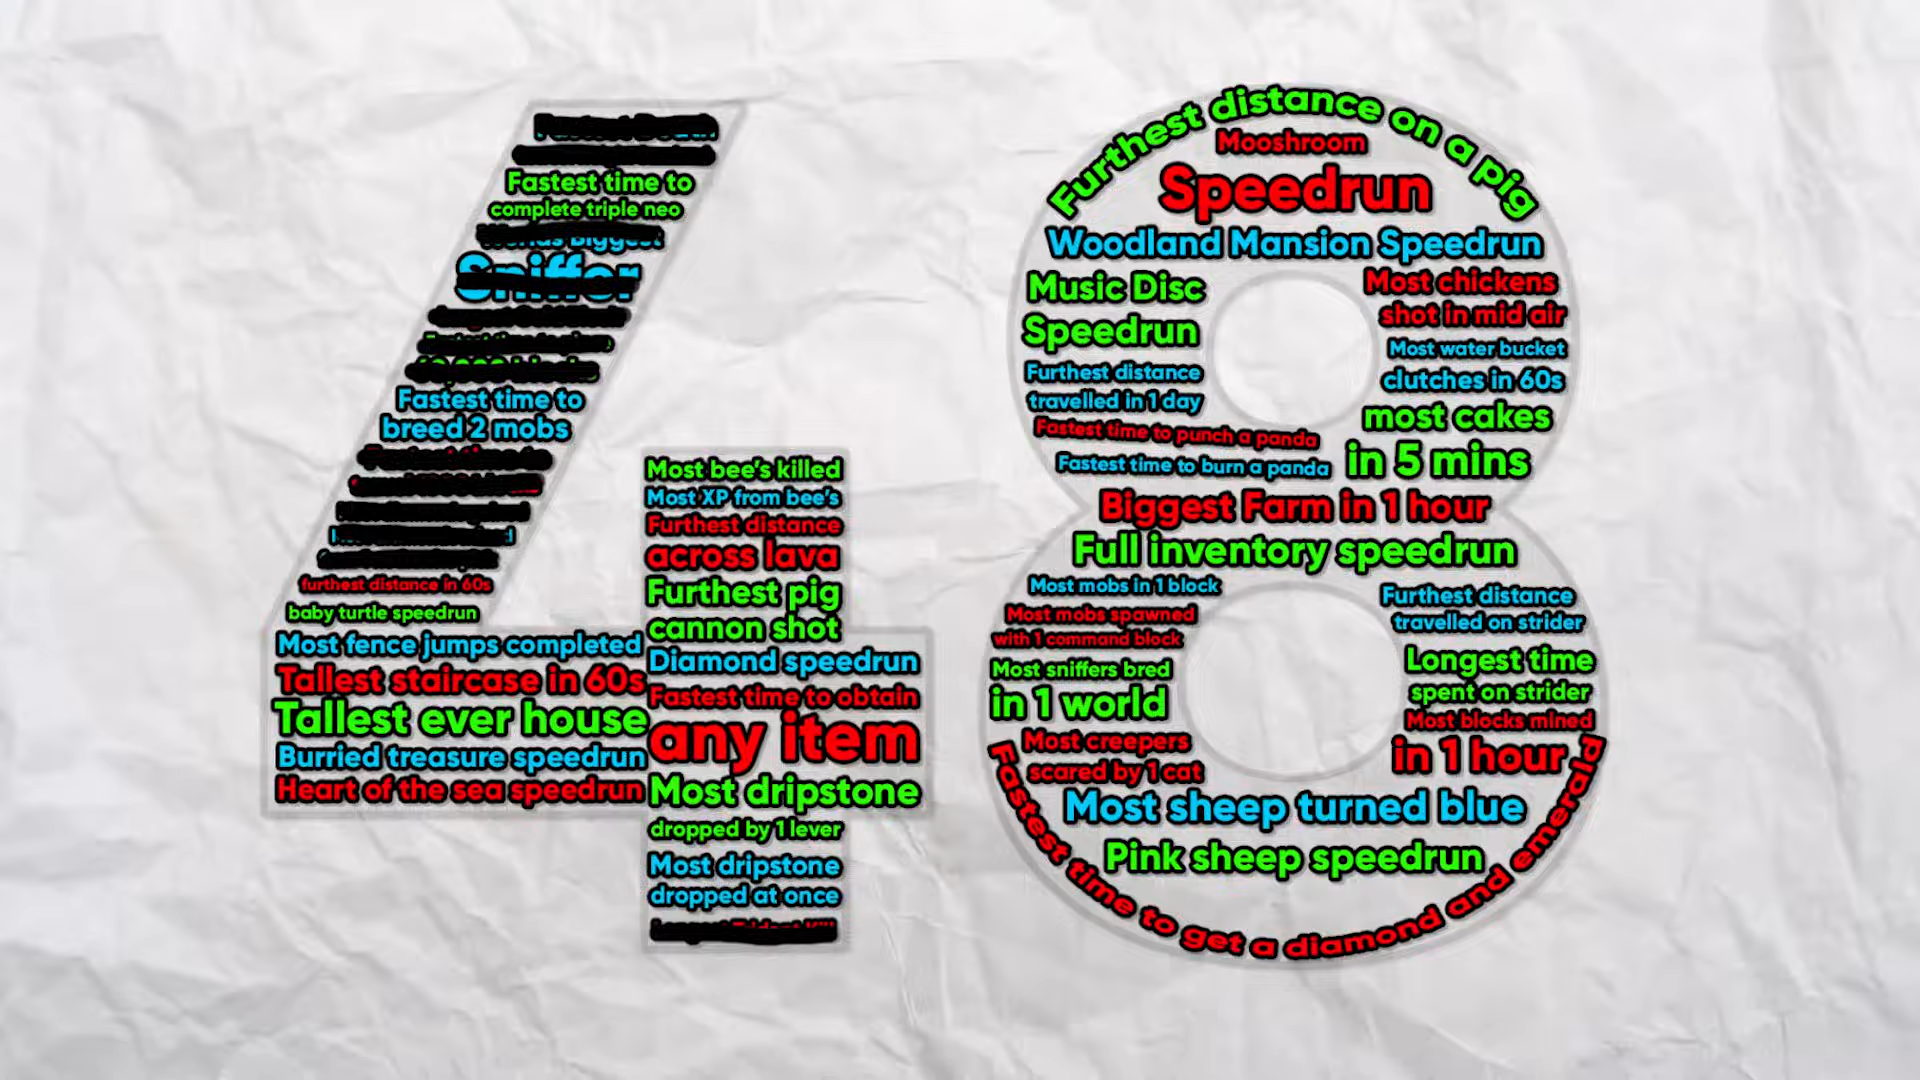 Fastest time to
complete triple neo
Worlds Biggest
Sniffer
Fastest time to
breed 2 mobs
furthest distance in 60s
baby turtle speedrun
Most fence jumps completed
Tallest staircase in 60s
Tallest ever house
Burried treasure speedrun
Heart of the sea speedrun
Most bee's killed
Most XP from bee's
Furthest distance
across lava
Furthest pig
cannon shot
Diamond speedrun
Fastest time to obtain
any item
Most dripstone
dropped by 1 lever
Most dripstone
dropped at once
Furthest distance on a pig
Mooshroom
Speedrun
Woodland Mansion Speedrun
Music Disc
Speedrun
Furthest distance
travelled in 1 day
Fastest time to punch a panda
Fastest time to burn a panda
Most chickens
shot in mid air
Most water bucket
clutches in 60s
most cakes
in 5 mins
Biggest Farm in 1 hour
Full inventory speedrun
Most mobs in 1 block
Most mobs spawned
with 1 command block
Most sniffers bred
in 1 world
Most creepers
scared by 1 cat
Furthest distance
travelled on strider
Longest time
spent on strider
Most blocks mined
in 1 hour
Most sheep turned blue
Pink sheep speedrun
Fastest time to get a diamond and emerald